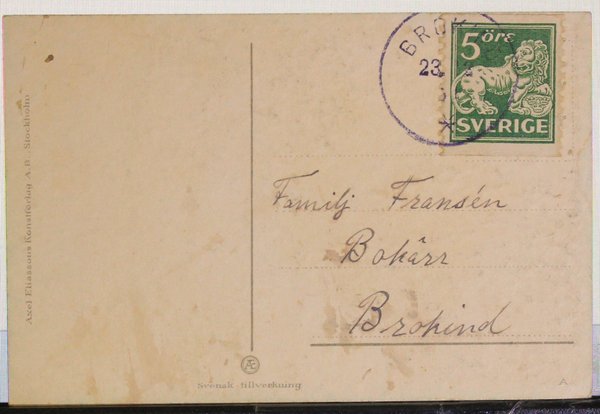 BROK
23.
5 öre
SVERIGE
Familj Fransén
Bokärr
Brokind
Axel Eliassons Konstförlag A.B. Stockholm
Æ
Svensk tillverkning
A.